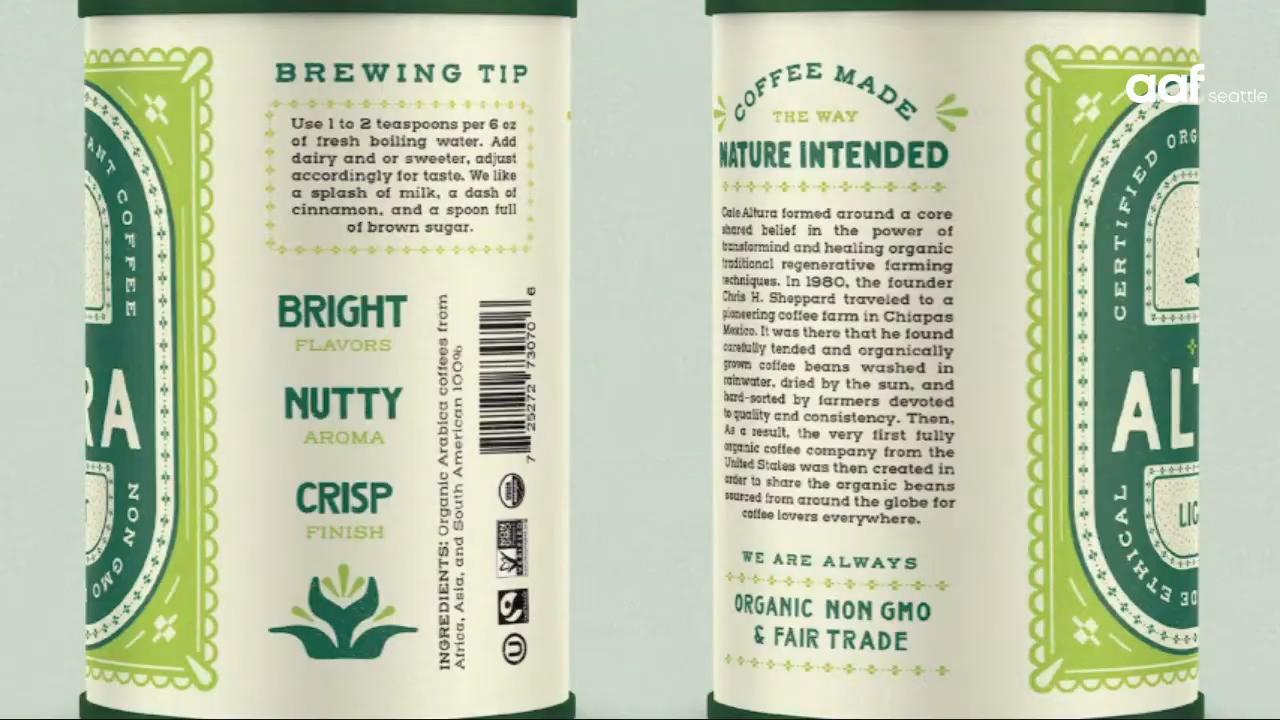 BREWING TIP
Use 1 to 2 teaspoons per 6 oz
of fresh boiling water. Add
dairy and or sweeter, adjust
accordingly for taste. We like
a splash of milk, a dash of
cinnamon, and a spoon full
of brown sugar.
BRIGHT
FLAVORS
NUTTY
AROMA
CRISP
FINISH
INGREDIENTS: Organic Arabica coffees from
Africa, Asia, and South American 100%
7 25272 73070 6
U
ANT COFFEE
RA
NON GMO
COFFEE MADE
THE WAY
NATURE INTENDED
Cafe Altura formed around a core
shared belief in the power of
transformind and healing organic
traditional regenerative farming
techniques. In 1980, the founder
Chris H. Sheppard traveled to a
pioneering coffee farm in Chiapas
Mexico. It was there that he found
carefully tended and organically
grown coffee beans washed in
rainwater, dried by the sun, and
hard-sorted by farmers devoted
to quality and consistency. Then,
As a result, the very first fully
organic coffee company from the
United States was then created in
order to share the organic beans
sourced from around the globe for
coffee lovers everywhere.
WE ARE ALWAYS
ORGANIC NON GMO
& FAIR TRADE
CERTIFIED ORG
ALT
LIG
DE ETHICAL
aaf seattle